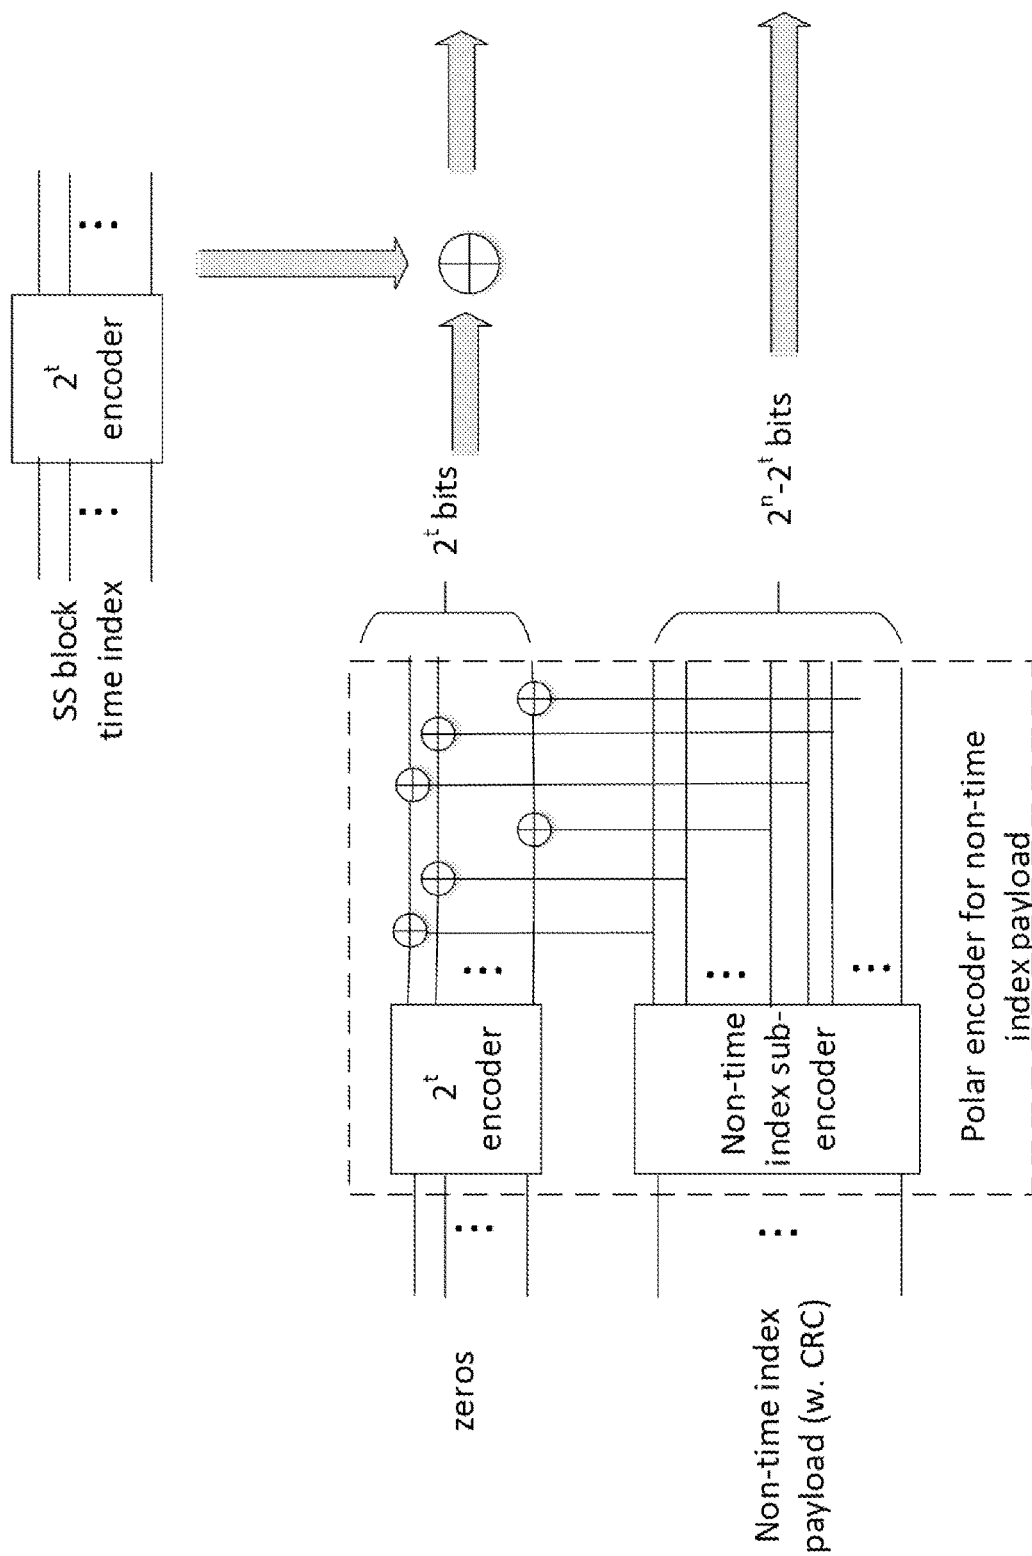 SS block
time index
2^t
encoder
zeros
2^t
encoder
2^t bits
Non-time index
payload (w. CRC)
Non-time
index sub-
encoder
2^n-2^t bits
Polar encoder for non-time
index payload